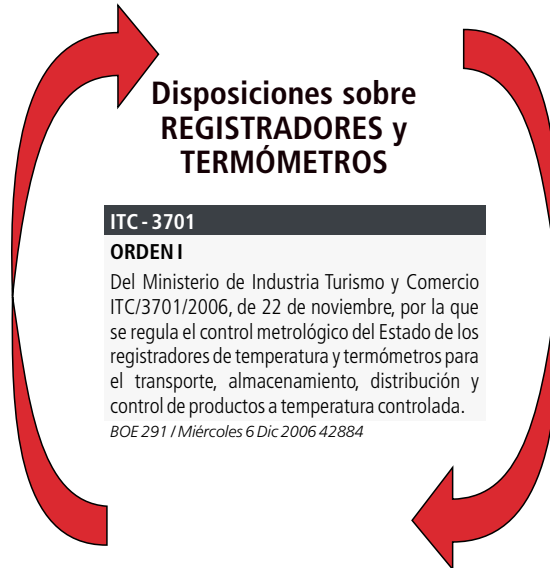 Disposiciones sobre
REGISTRADORES y
TERMÓMETROS
ITC - 3701
ORDEN I
Del Ministerio de Industria Turismo y Comercio
ITC/3701/2006, de 22 de noviembre, por la que
se regula el control metrológico del Estado de los
registradores de temperatura y termómetros para
el transporte, almacenamiento, distribución y
control de productos a temperatura controlada.
BOE 291 / Miércoles 6 Dic 2006 42884